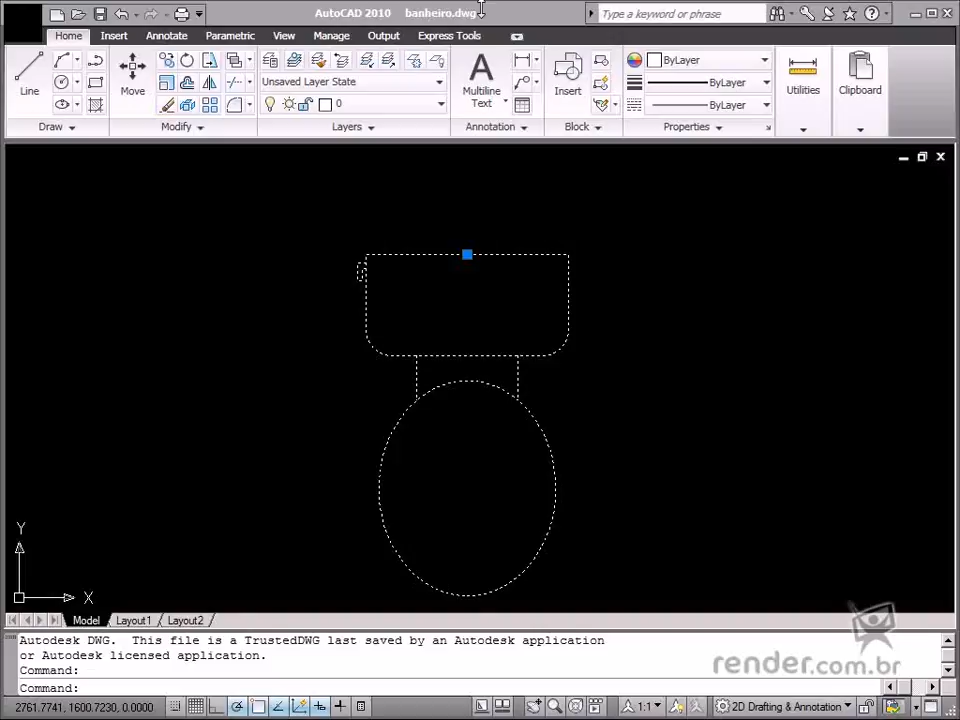 AutoCAD 2010 banheiro.dwg
Type a keyword or phrase
Home Insert Annotate Parametric View Manage Output Express Tools
Line
Move
Unsaved Layer State
0
A
Multiline
Text
Insert
ByLayer
ByLayer
ByLayer
Utilities
Clipboard
Draw Modify Layers Annotation Block Properties
Y
X
Model Layout1 Layout2
Autodesk DWG. This file is a TrustedDWG last saved by an Autodesk application
or Autodesk licensed application.
Command:
Command:
render.com.br
2761.7741, 1600.7230, 0.0000
1:1
2D Drafting & Annotation